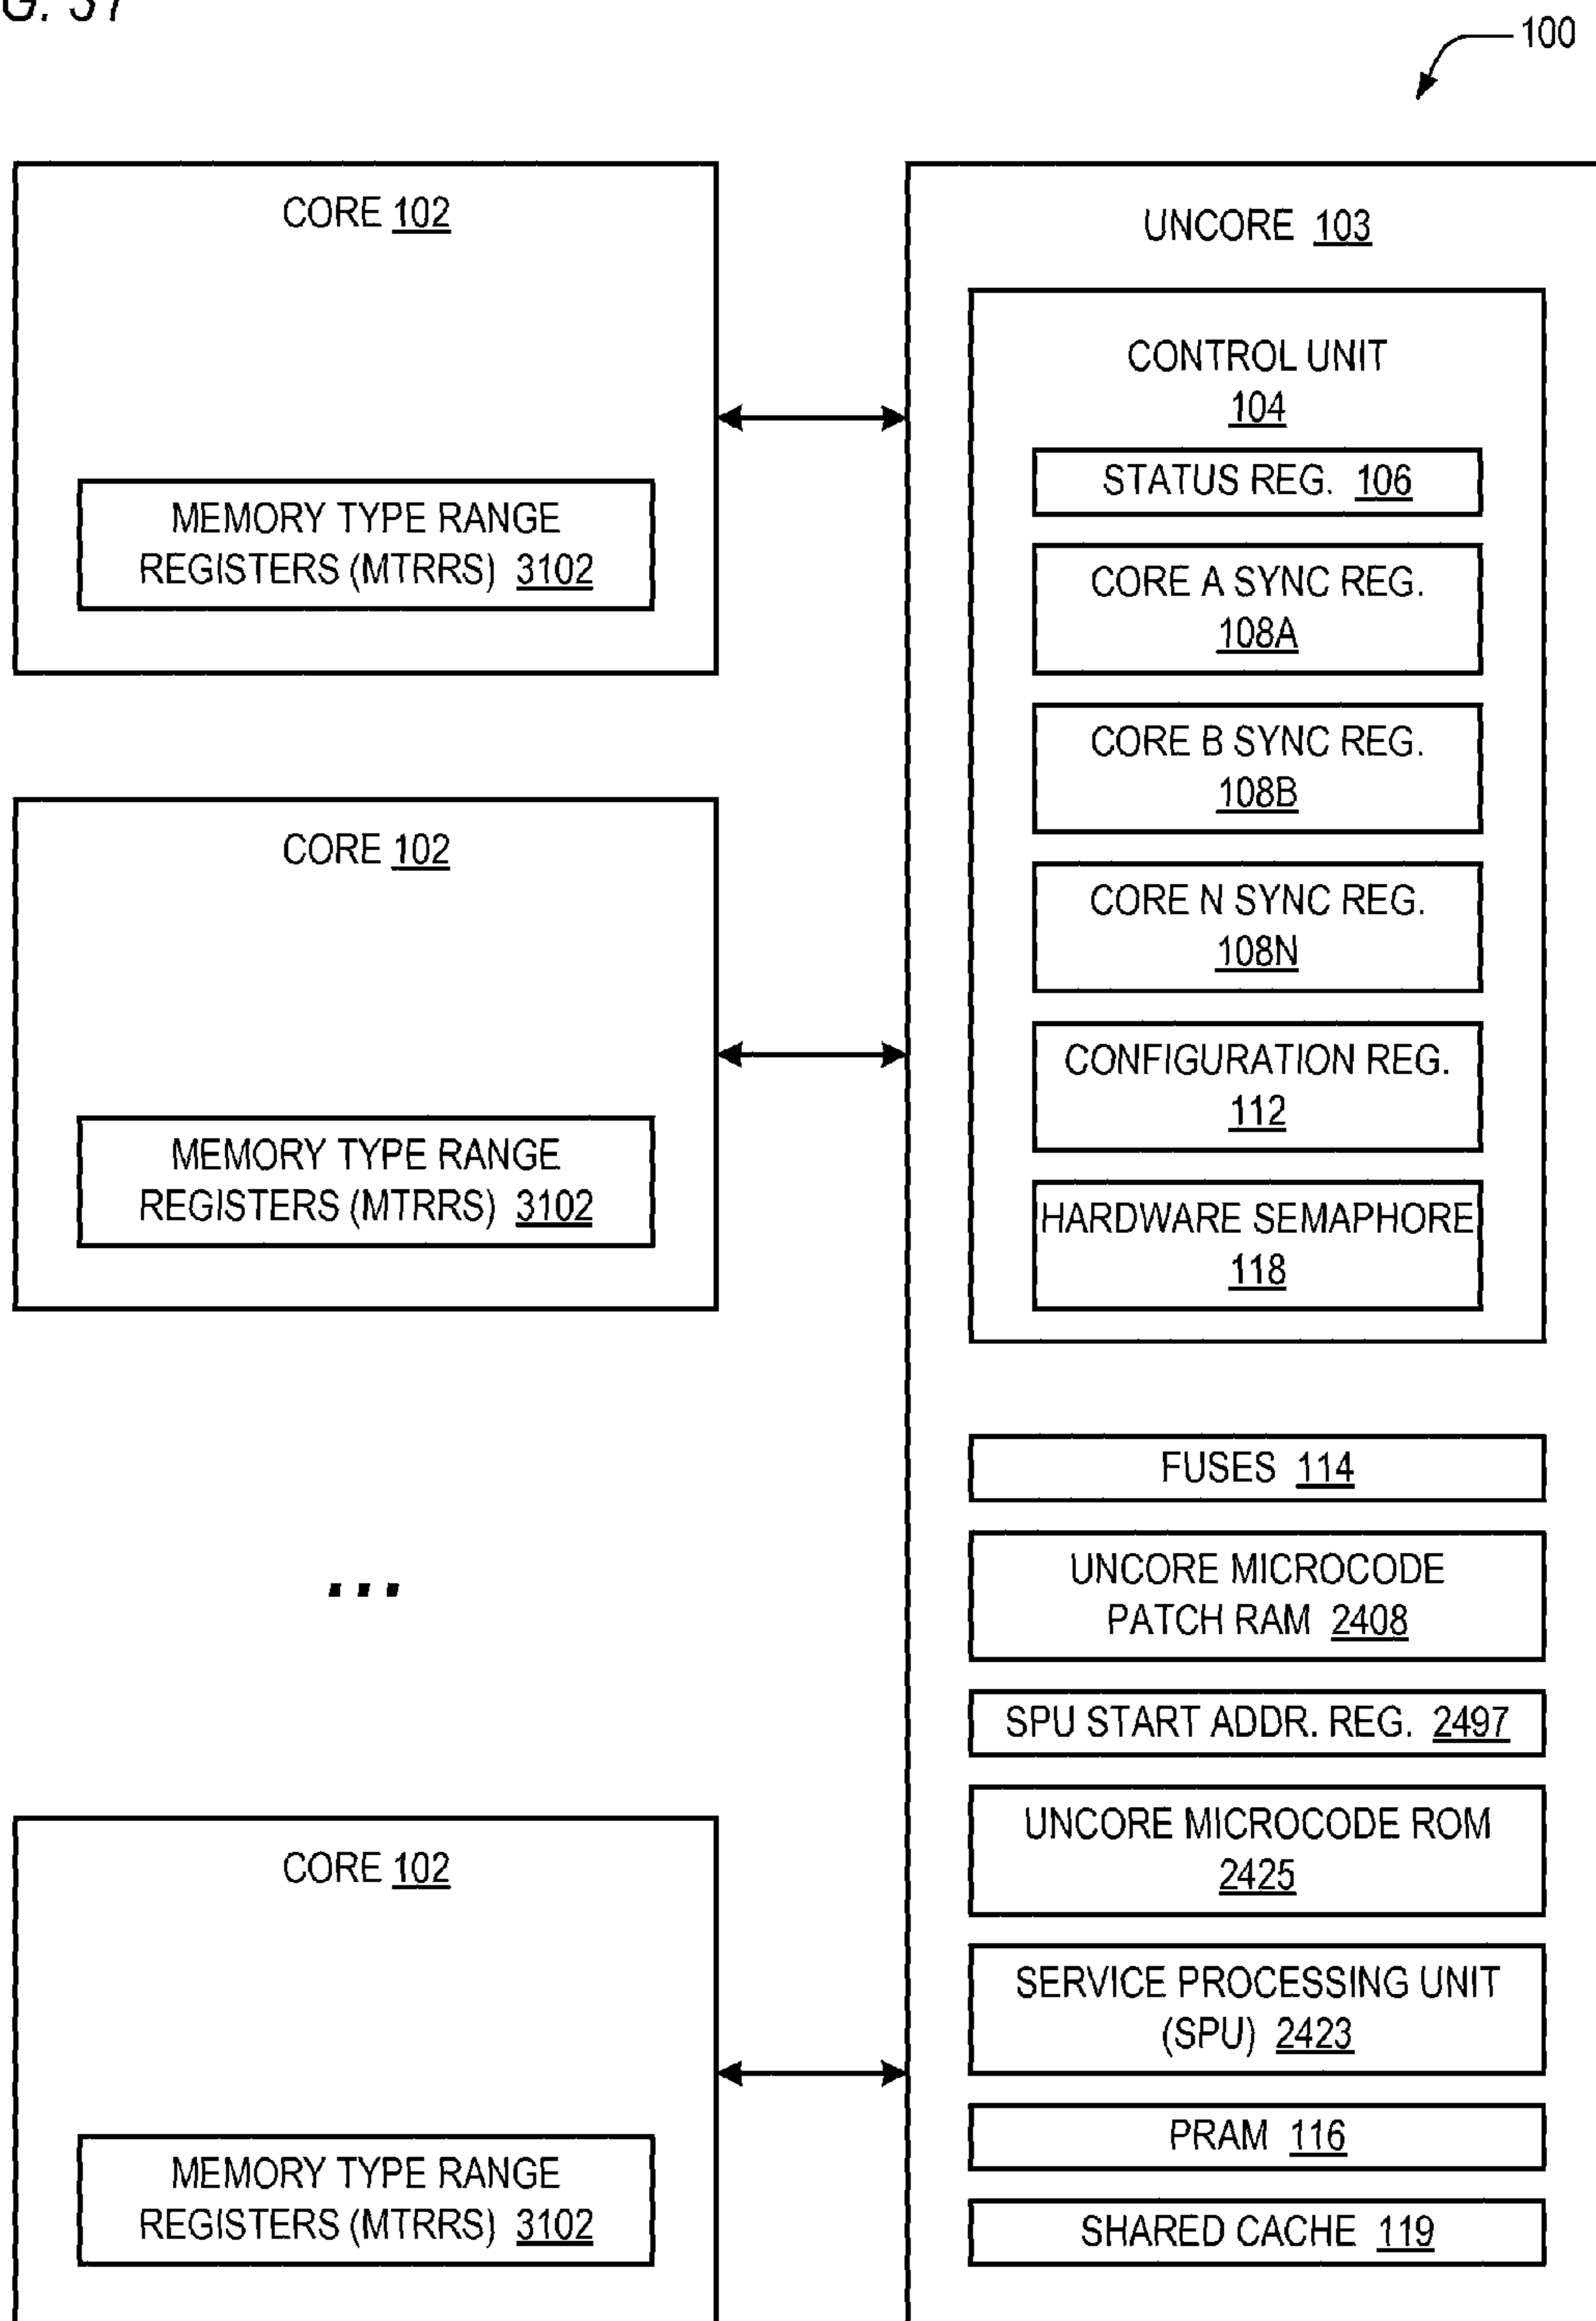 G. 31
100
CORE 102
MEMORY TYPE RANGE
REGISTERS (MTRRS) 3102
CORE 102
MEMORY TYPE RANGE
REGISTERS (MTRRS) 3102
...
CORE 102
MEMORY TYPE RANGE
REGISTERS (MTRRS) 3102
UNCORE 103
CONTROL UNIT
104
STATUS REG. 106
CORE A SYNC REG.
108A
CORE B SYNC REG.
108B
CORE N SYNC REG.
108N
CONFIGURATION REG.
112
HARDWARE SEMAPHORE
118
FUSES 114
UNCORE MICROCODE
PATCH RAM 2408
SPU START ADDR. REG. 2497
UNCORE MICROCODE ROM
2425
SERVICE PROCESSING UNIT
(SPU) 2423
PRAM 116
SHARED CACHE 119